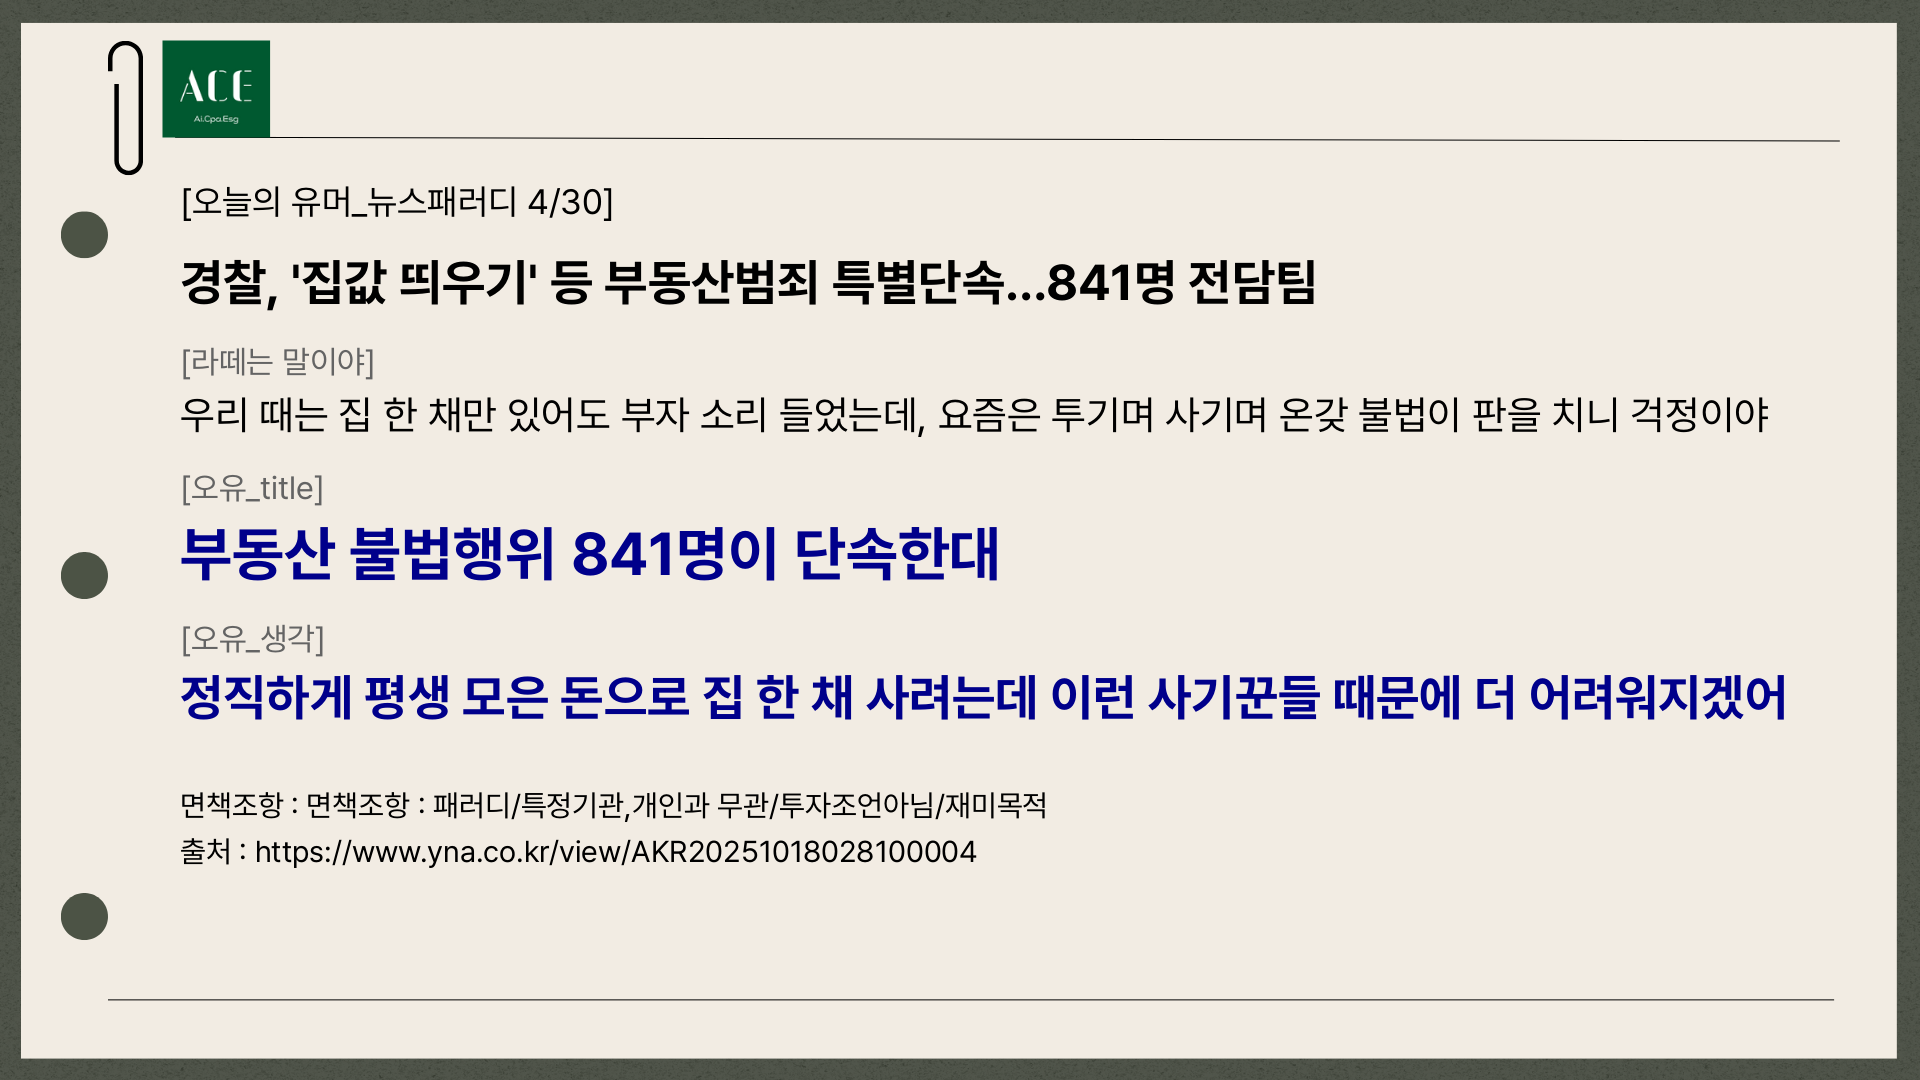 ACE
Ai.Cpa.Esg
[오늘의 유머_뉴스패러디 4/30]
경찰, '집값 띄우기' 등 부동산범죄 특별단속...841명 전담팀
[라떼는 말이야]
우리 때는 집 한 채만 있어도 부자 소리 들었는데, 요즘은 투기며 사기며 온갖 불법이 판을 치니 걱정이야
[오유_title]
부동산 불법행위 841명이 단속한대
[오유_생각]
정직하게 평생 모은 돈으로 집 한 채 사려는데 이런 사기꾼들 때문에 더 어려워지겠어
면책조항 : 면책조항 : 패러디/특정기관,개인과 무관/투자조언아님/재미목적
출처 : https://www.yna.co.kr/view/AKR20251018028100004